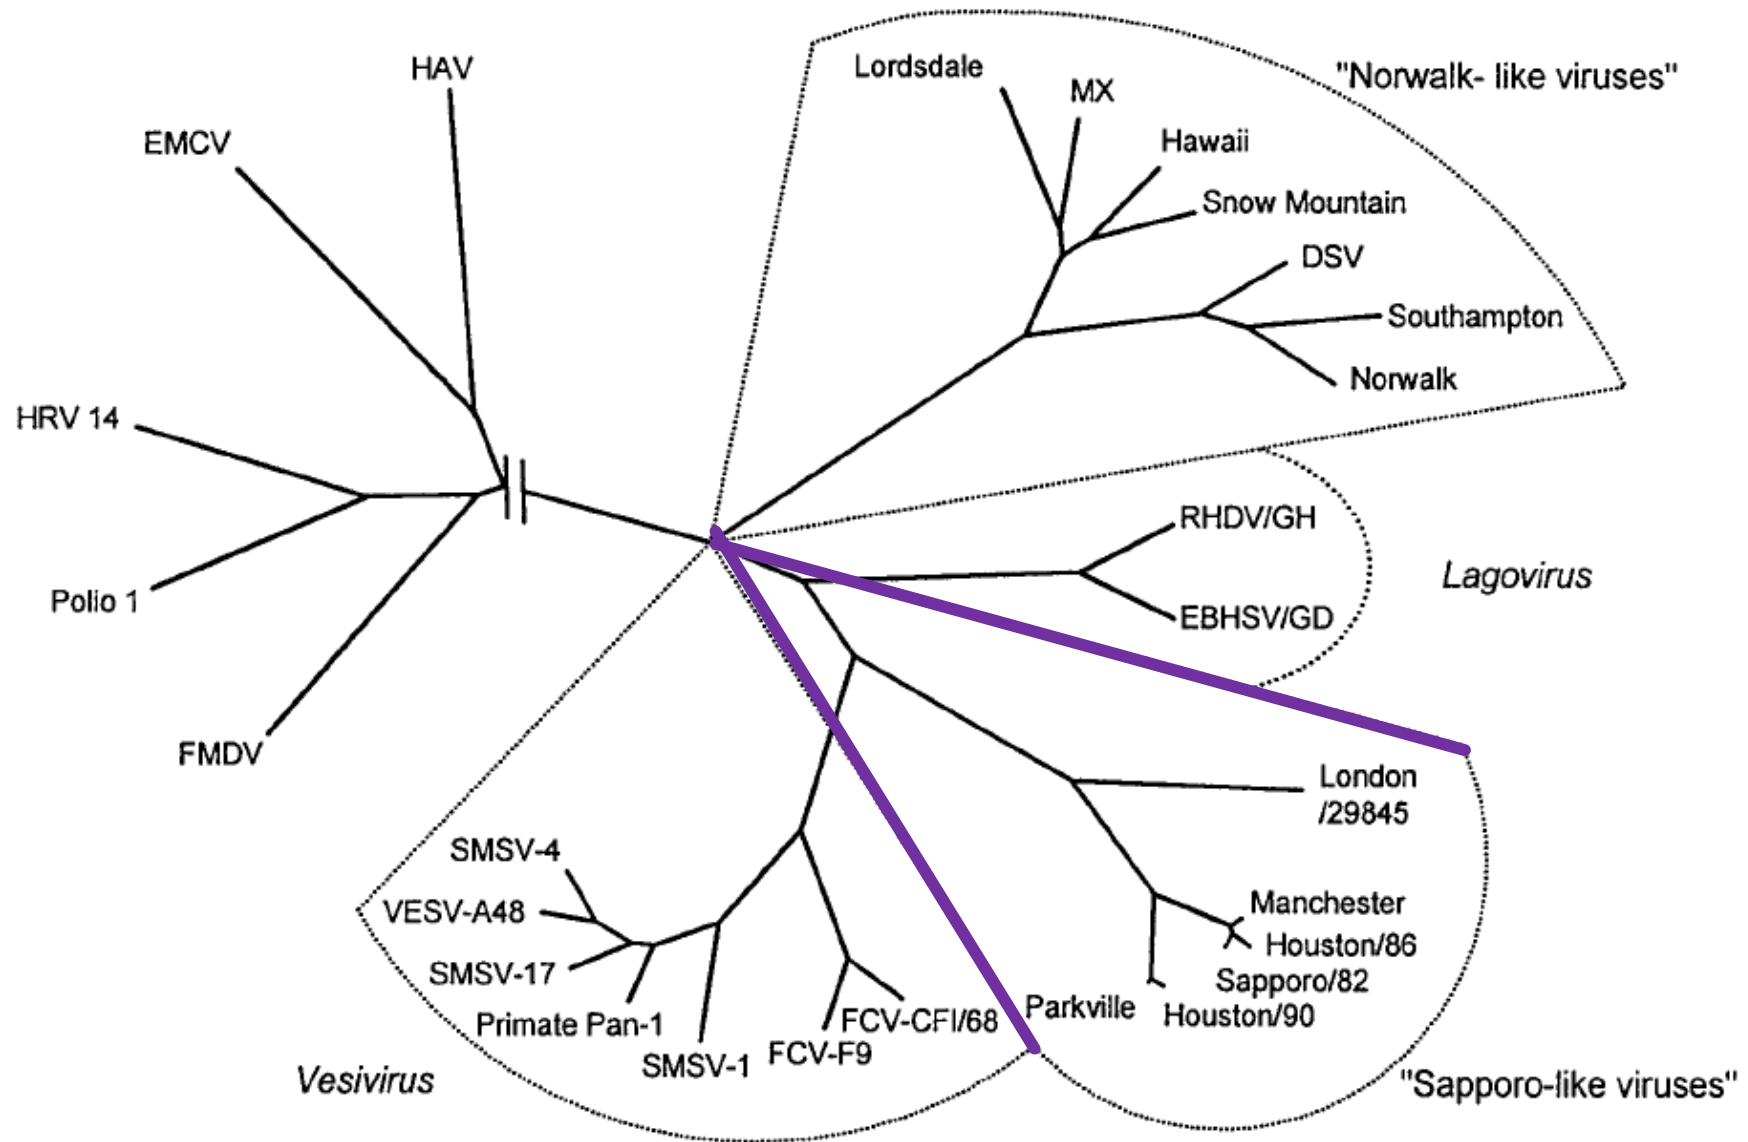 HAV
EMCV
HRV 14
Polio 1
FMDV
Lordsdale
MX
Hawaii
Snow Mountain
DSV
Southampton
Norwalk
"Norwalk- like viruses"
RHDV/GH
EBHSV/GD
Lagovirus
London
/29845
Manchester
Houston/86
Sapporo/82
Houston/90
Parkville
"Sapporo-like viruses"
SMSV-4
VESV-A48
SMSV-17
Primate Pan-1
SMSV-1
FCV-F9
FCV-CFI/68
Vesivirus